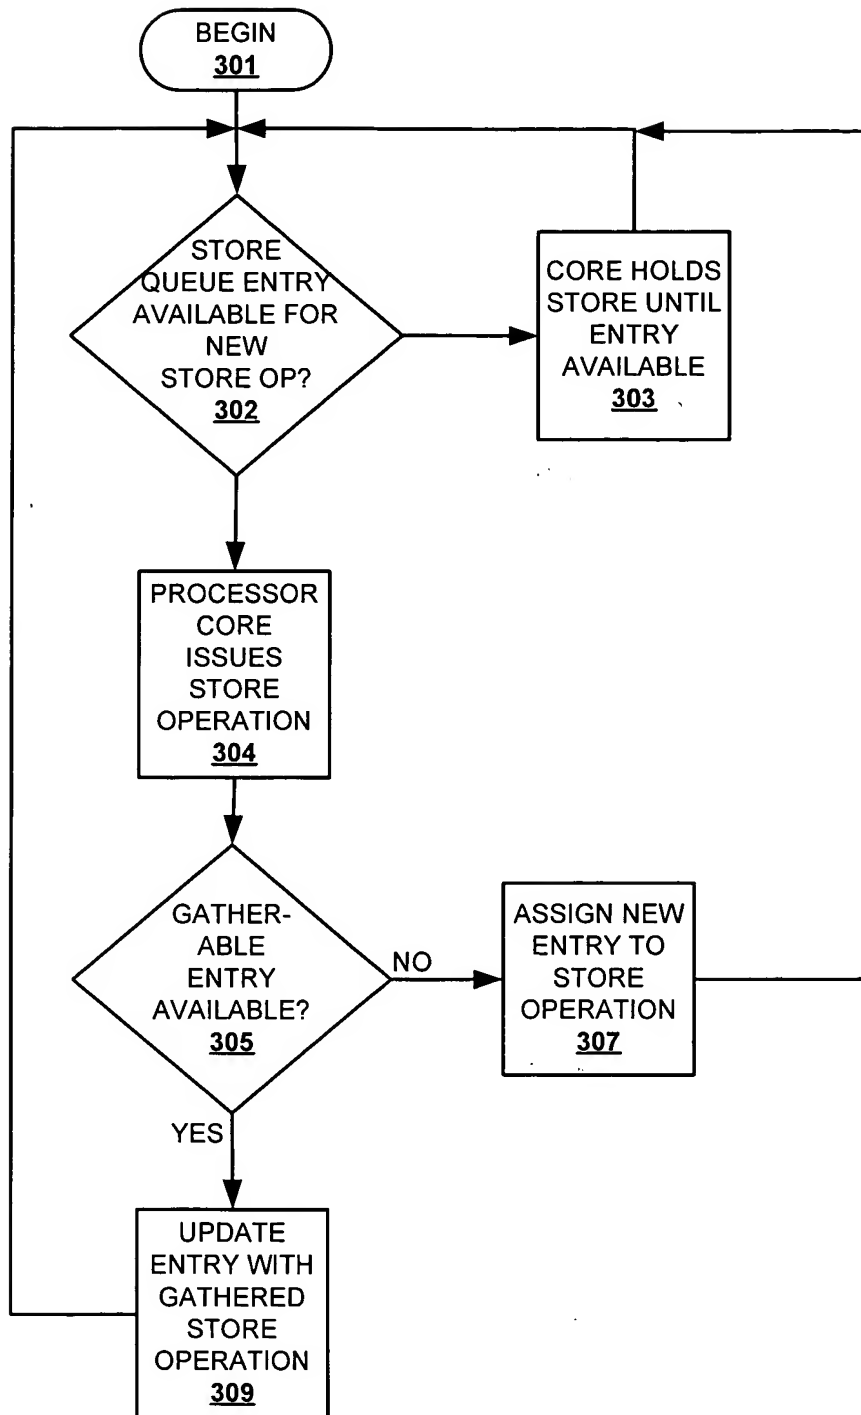 BEGIN
301
STORE
QUEUE ENTRY
AVAILABLE FOR
NEW
STORE OP?
302
CORE HOLDS
STORE UNTIL
ENTRY
AVAILABLE
303
PROCESSOR
CORE
ISSUES
STORE
OPERATION
304
GATHER-
ABLE
ENTRY
AVAILABLE?
305
NO
ASSIGN NEW
ENTRY TO
STORE
OPERATION
307
YES
UPDATE
ENTRY WITH
GATHERED
STORE
OPERATION
309